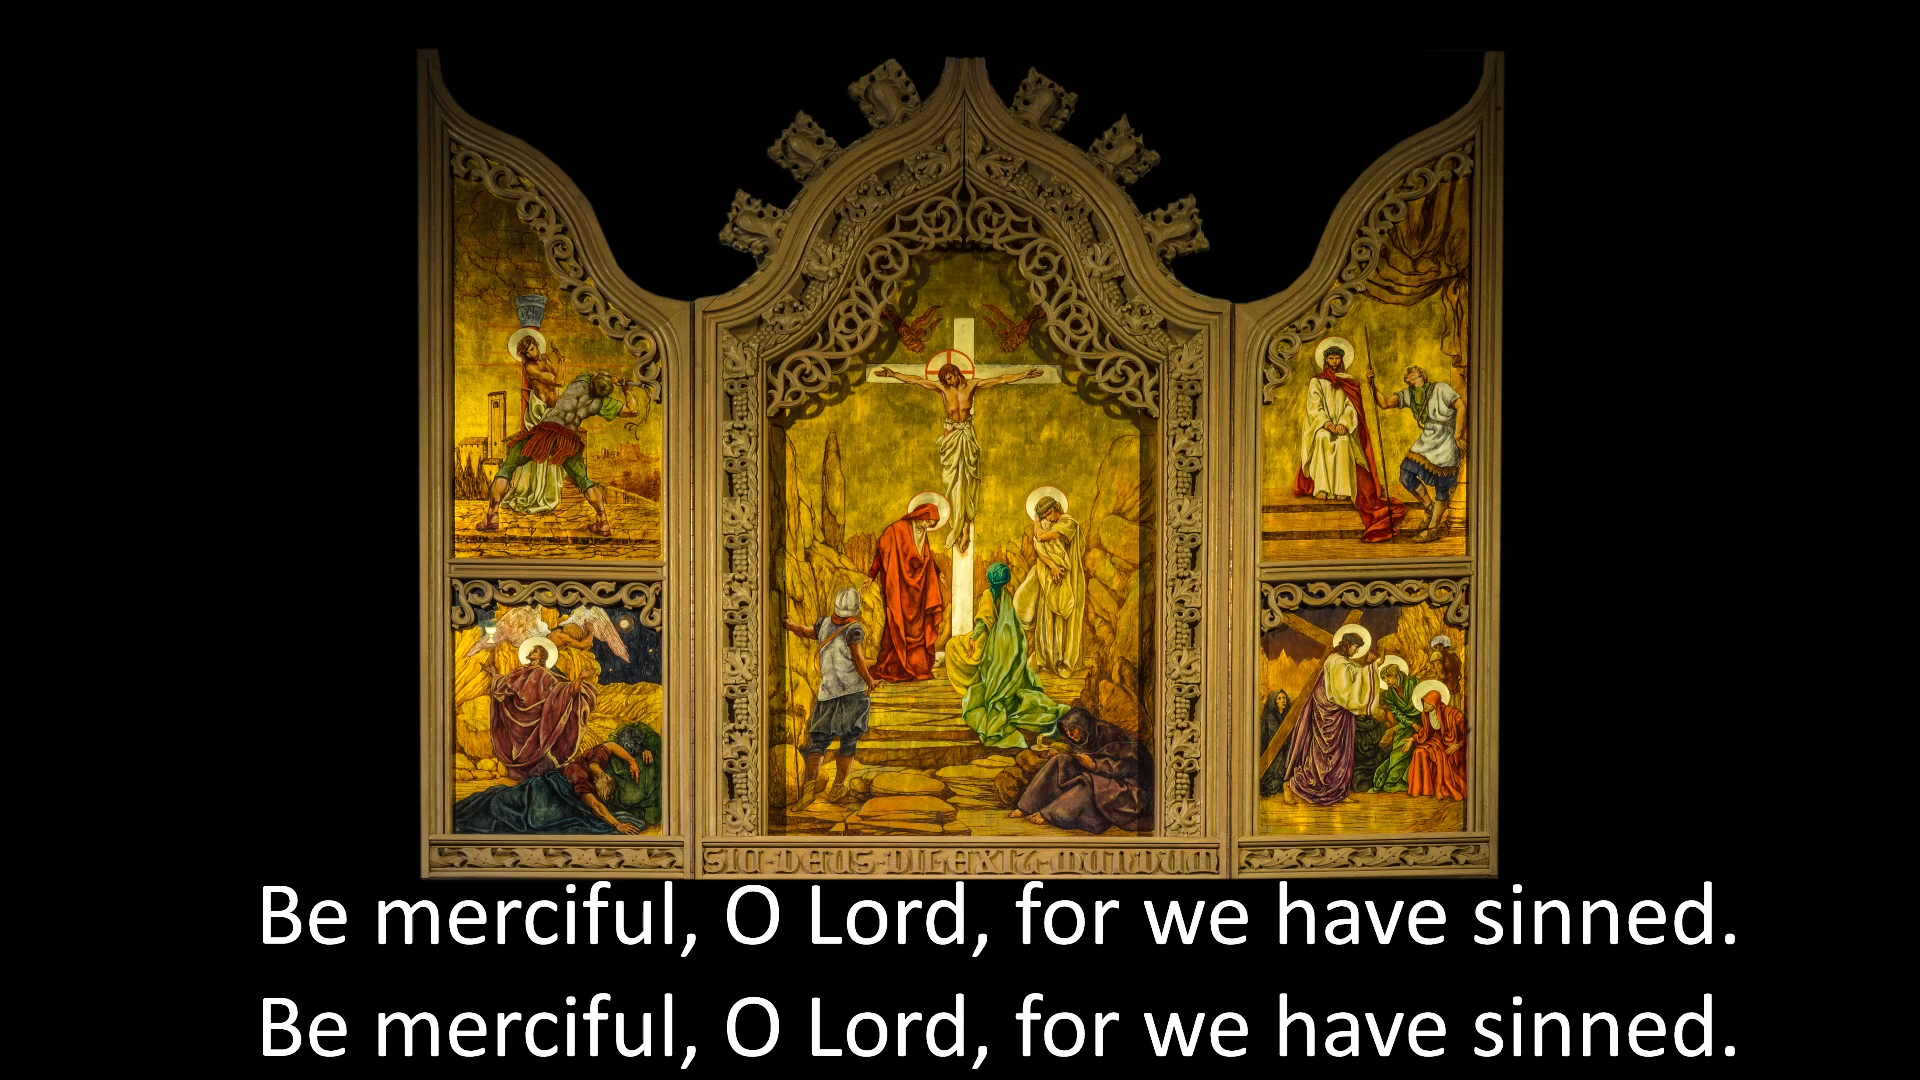 SIC·DEUS·DILEXIT·MUNDUM
Be merciful, O Lord, for we have sinned.
Be merciful, O Lord, for we have sinned.